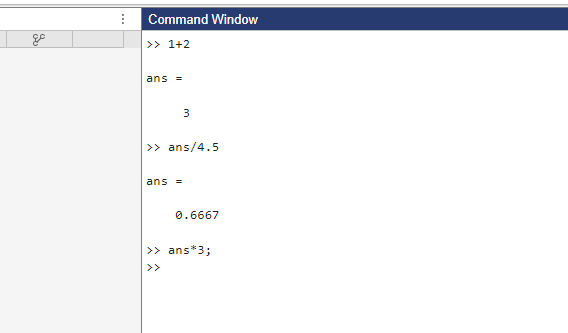 Command Window
>> 1+2
ans =
3
>> ans/4.5
ans =
0.6667
>> ans*3;
>>